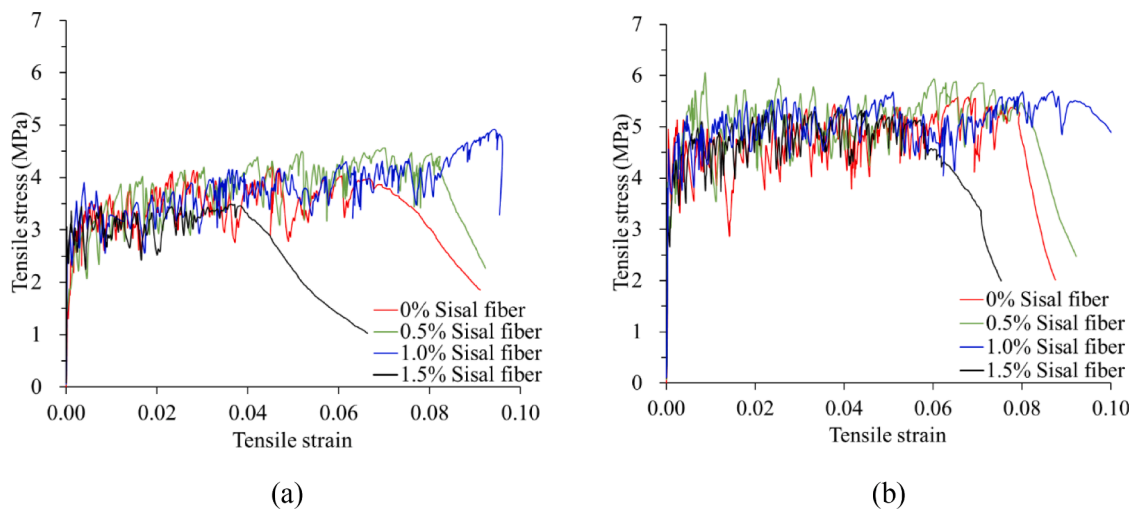 7
6
5
4
3
2
1
0
Tensile stress (MPa)
0% Sisal fiber
0.5% Sisal fiber
1.0% Sisal fiber
1.5% Sisal fiber
0.00 0.02 0.04 0.06 0.08 0.10
Tensile strain
(a)
7
6
5
4
3
2
1
0
Tensile stress (MPa)
0% Sisal fiber
0.5% Sisal fiber
1.0% Sisal fiber
1.5% Sisal fiber
0.00 0.02 0.04 0.06 0.08 0.10
Tensile strain
(b)